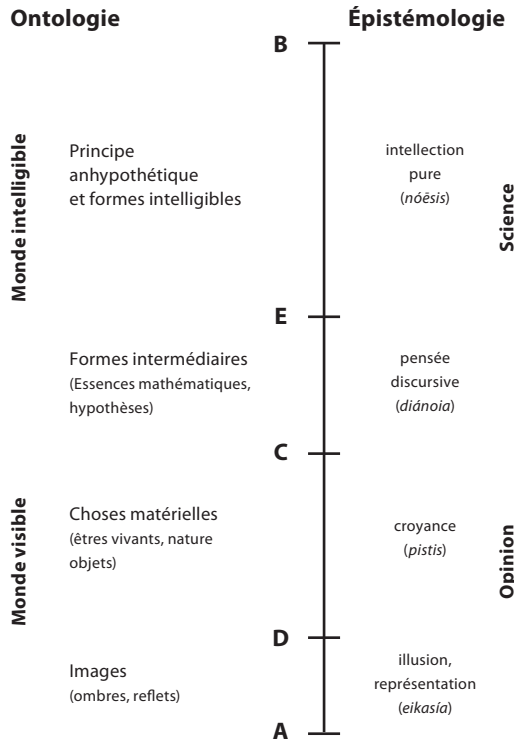 Ontologie
Épistémologie
B
Monde intelligible
Principe
anhypothétique
et formes intelligibles
intellection
pure
(nóēsis)
Science
E
Formes intermédiaires
(Essences mathématiques,
hypothèses)
pensée
discursive
(diánoia)
C
Monde visible
Choses matérielles
(êtres vivants, nature
objets)
croyance
(pistis)
Opinion
D
Images
(ombres, reflets)
illusion,
représentation
(eikasía)
A